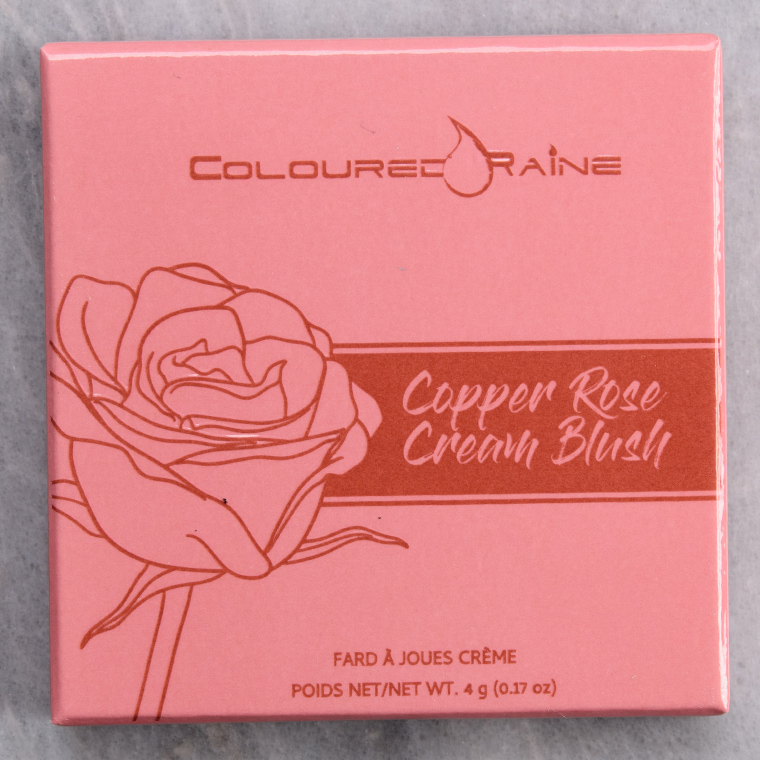 COLOURED RAINE
Copper Rose
Cream Blush
FARD À JOUES CRÈME
POIDS NET/NET WT. 4 g (0.17 oz)